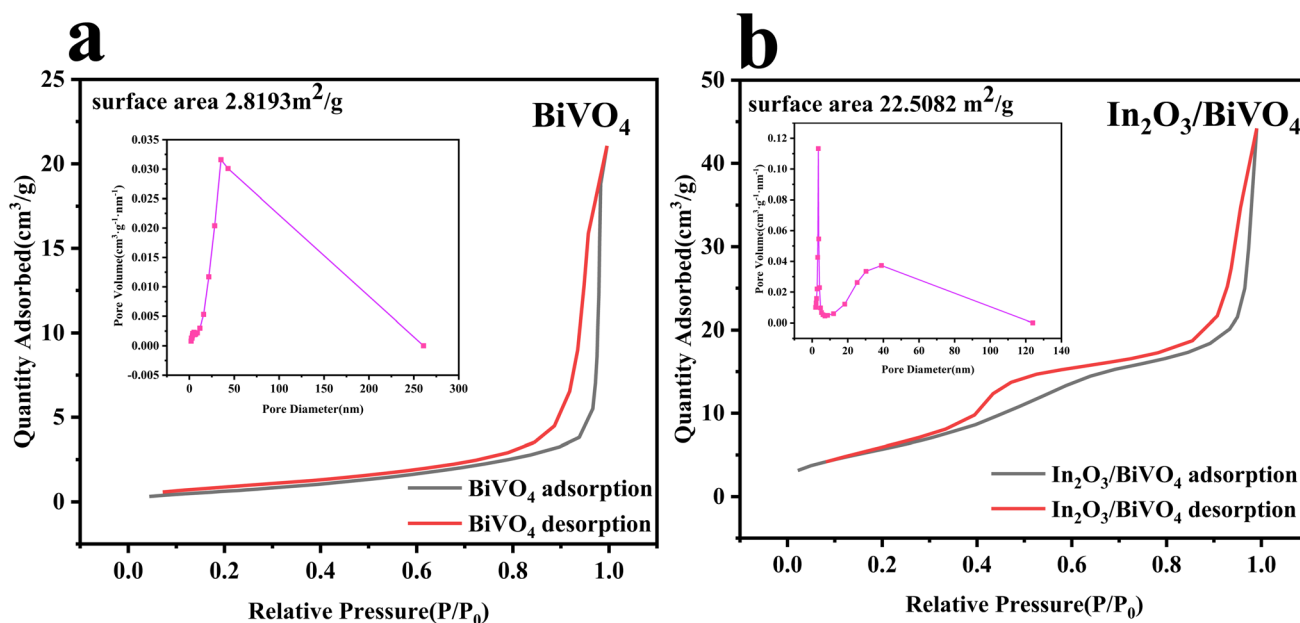 a
surface area 2.8193m²/g
BiVO₄
Quantity Adsorbed(cm³/g)
25
20
15
10
5
0
0.0 0.2 0.4 0.6 0.8 1.0
Relative Pressure(P/P₀)
BiVO₄ adsorption
BiVO₄ desorption
Pore Volume(cm³·g⁻¹·nm⁻¹)
0.035
0.030
0.025
0.020
0.015
0.010
0.005
0.000
-0.005
0 50 100 150 200 250 300
Pore Diameter(nm)
b
surface area 22.5082 m²/g
In₂O₃/BiVO₄
Quantity Adsorbed(cm³/g)
50
40
30
20
10
0
0.0 0.2 0.4 0.6 0.8 1.0
Relative Pressure(P/P₀)
In₂O₃/BiVO₄ adsorption
In₂O₃/BiVO₄ desorption
Pore Volume(cm³·g⁻¹·nm⁻¹)
0.12
0.10
0.08
0.06
0.04
0.02
0.00
0 20 40 60 80 100 120 140
Pore Diameter(nm)